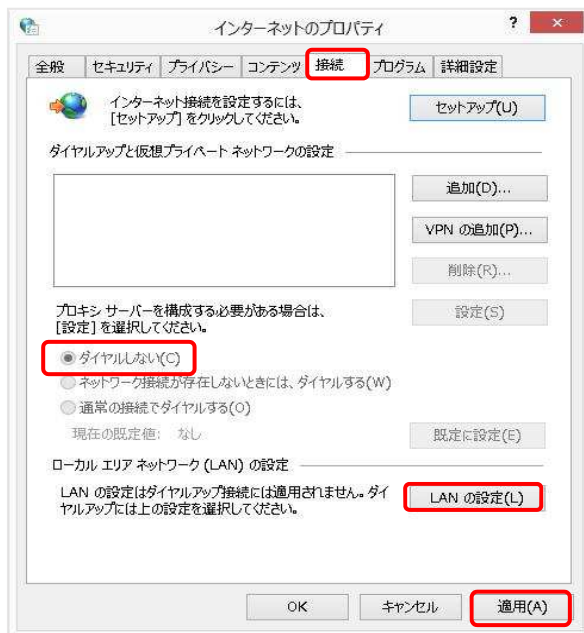 インターネットのプロパティ
? ×
全般 セキュリティ プライバシー コンテンツ 接続 プログラム 詳細設定
インターネット接続を設定するには、
[セットアップ] をクリックしてください。
セットアップ(U)
ダイヤルアップと仮想プライベート ネットワークの設定
追加(D)...
VPN の追加(P)...
削除(R)...
プロキシ サーバーを構成する必要がある場合は、
[設定] を選択してください。
設定(S)
ダイヤルしない(C)
ネットワーク接続が存在しないときには、ダイヤルする(W)
通常の接続でダイヤルする(O)
現在の既定値: なし
既定に設定(E)
ローカル エリア ネットワーク (LAN) の設定
LAN の設定はダイヤルアップ接続には適用されません。ダイ
ヤルアップには上の設定を選択してください。
LAN の設定(L)
OK キャンセル 適用(A)